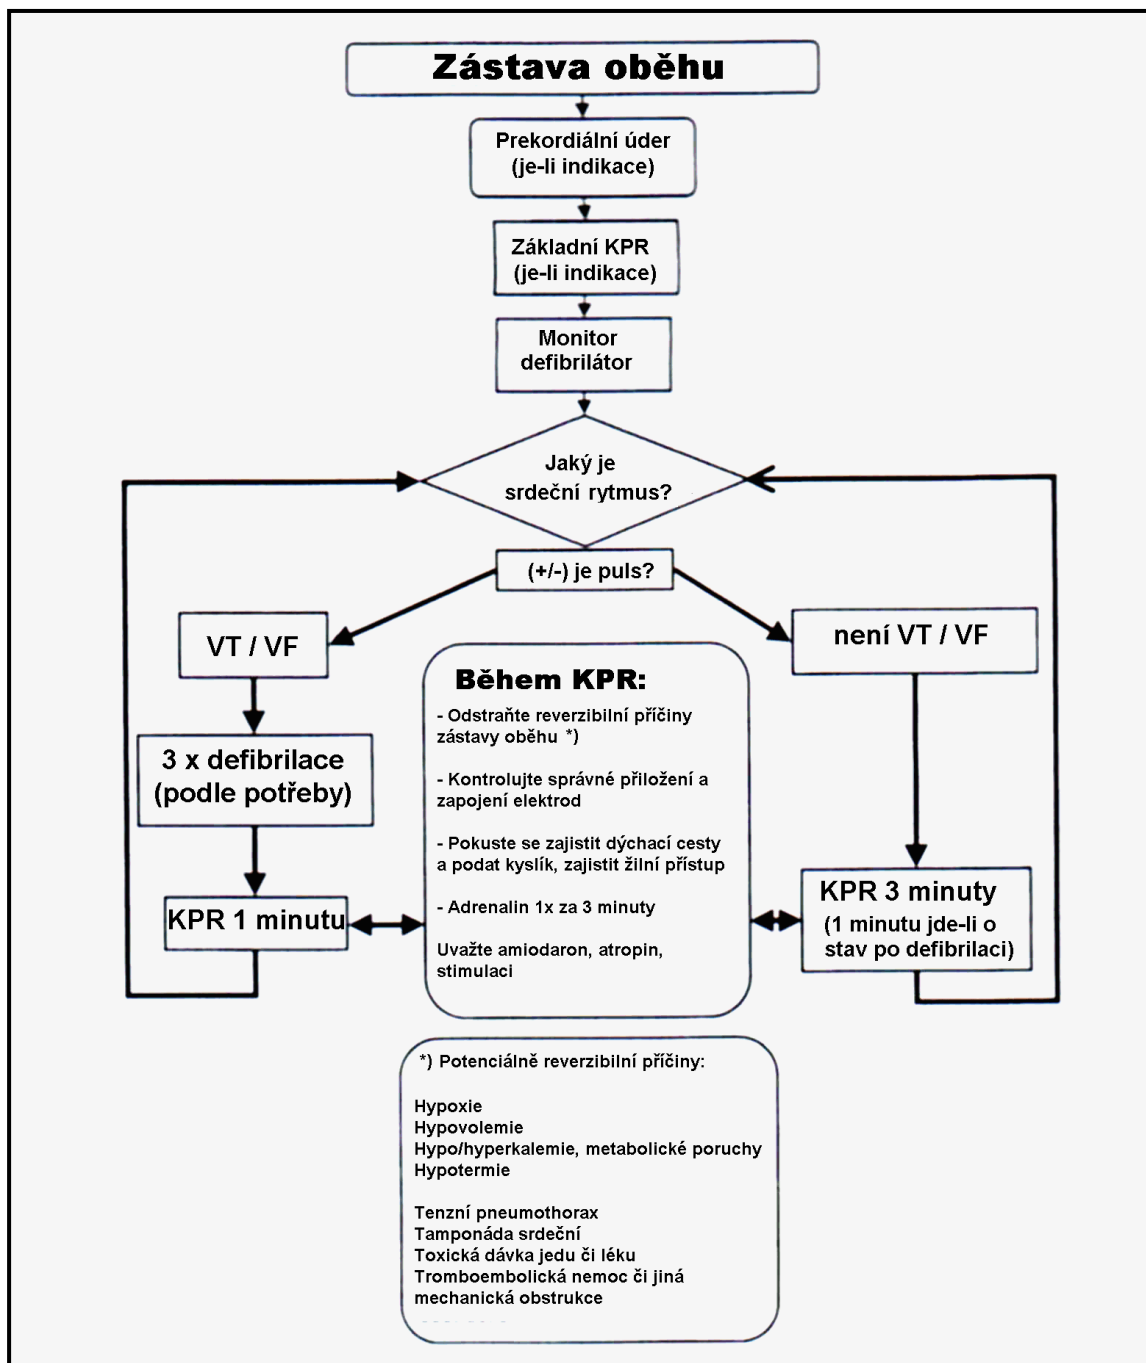 Zástava oběhu
Prekordiální úder
(je-li indikace)
Základní KPR
(je-li indikace)
Monitor
defibrilátor
Jaký je
srdeční rytmus?
(+/-) je puls?
VT / VF
není VT / VF
3 x defibrilace
(podle potřeby)
KPR 1 minutu
Během KPR:
- Odstraňte reverzibilní příčiny
zástavy oběhu *)
- Kontrolujte správné přiložení a
zapojení elektrod
- Pokuste se zajistit dýchací cesty
a podat kyslík, zajistit žilní přístup
- Adrenalin 1x za 3 minuty
Uvažte amiodaron, atropin,
stimulaci
KPR 3 minuty
(1 minutu jde-li o
stav po defibrilaci)
*) Potenciálně reverzibilní příčiny:
Hypoxie
Hypovolemie
Hypo/hyperkalemie, metabolické poruchy
Hypotermie
Tenzní pneumothorax
Tamponáda srdeční
Toxická dávka jedu či léku
Tromboembolická nemoc či jiná
mechanická obstrukce